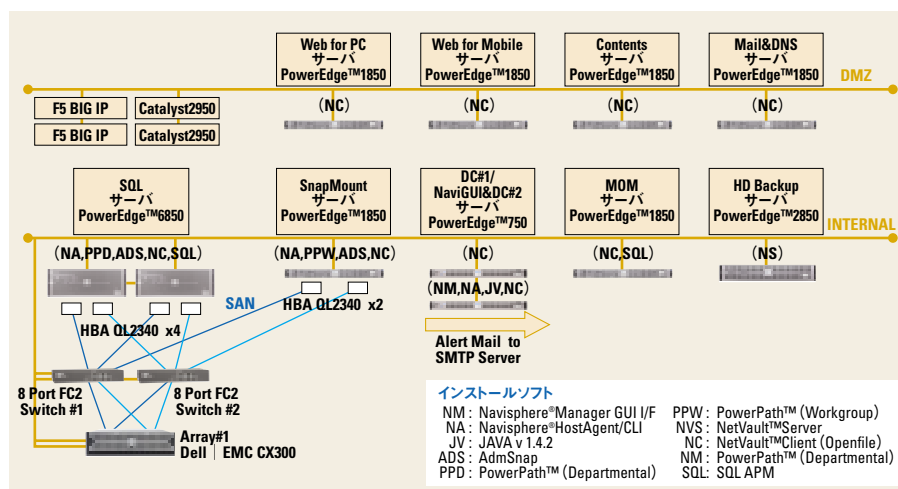 Web for PC
サーバ
PowerEdge™1850
Web for Mobile
サーバ
PowerEdge™1850
Contents
サーバ
PowerEdge™1850
Mail&DNS
サーバ
PowerEdge™1850
DMZ
F5 BIG IP
F5 BIG IP
Catalyst2950
Catalyst2950
(NC)
(NC)
(NC)
(NC)
SQL
サーバ
PowerEdge™6850
SnapMount
サーバ
PowerEdge™1850
DC#1/
NaviGUI&DC#2
サーバ
PowerEdge™750
MOM
サーバ
PowerEdge™1850
HD Backup
サーバ
PowerEdge™2850
INTERNAL
(NA,PPD,ADS,NC,SQL)
(NA,PPW,ADS,NC)
(NC)
(NC,SQL)
(NS)
(NM,NA,JV,NC)
SAN
HBA QL2340 x4
HBA QL2340 x2
Alert Mail to
SMTP Server
8 Port FC2
Switch #1
8 Port FC2
Switch #2
Array#1
Dell | EMC CX300
インストールソフト
NM : Navisphere®Manager GUI I/F
NA : Navisphere®HostAgent/CLI
JV : JAVA v 1.4.2
ADS : AdmSnap
PPD : PowerPath™ (Departmental)
PPW : PowerPath™ (Workgroup)
NVS : NetVault™Server
NC : NetVault™Client (Openfile)
NM : PowerPath™ (Departmental)
SQL: SQL APM